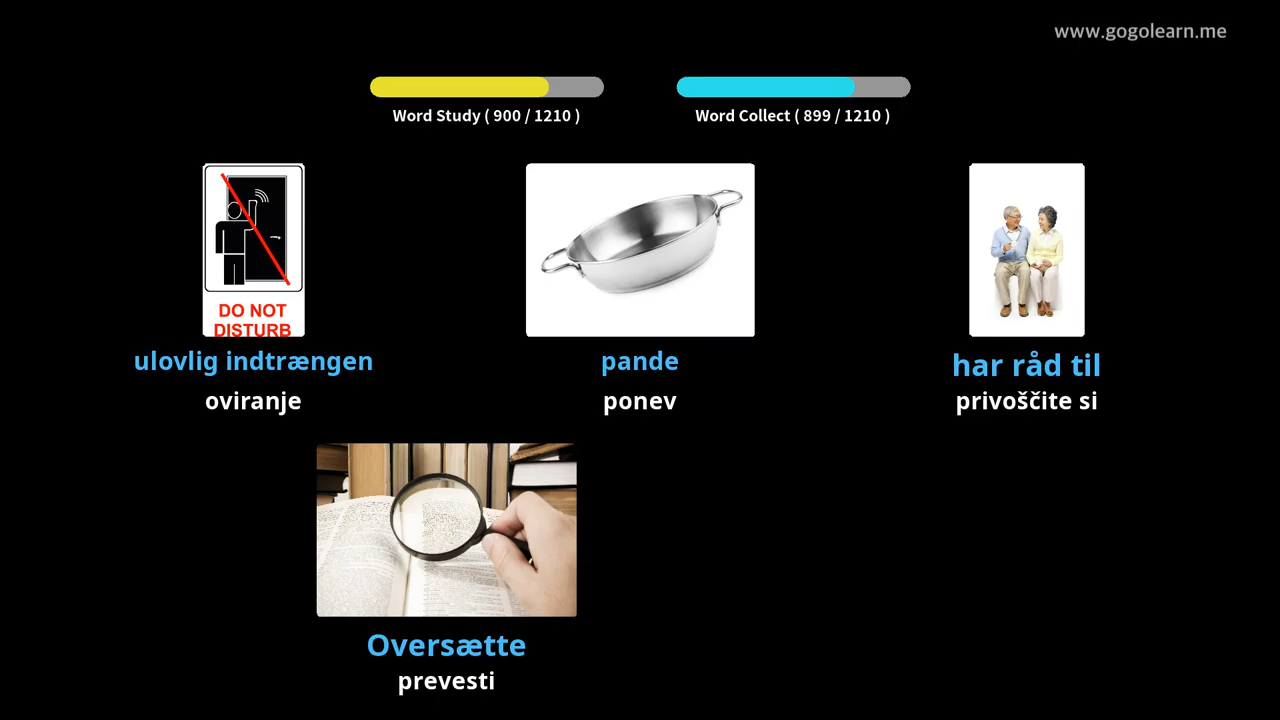 www.gogolearn.me
Word Study ( 900 / 1210 )
Word Collect ( 899 / 1210 )
DO NOT
DISTURB
ulovlig indtrængen
oviranje
pande
ponev
har råd til
privoščite si
Oversætte
prevesti